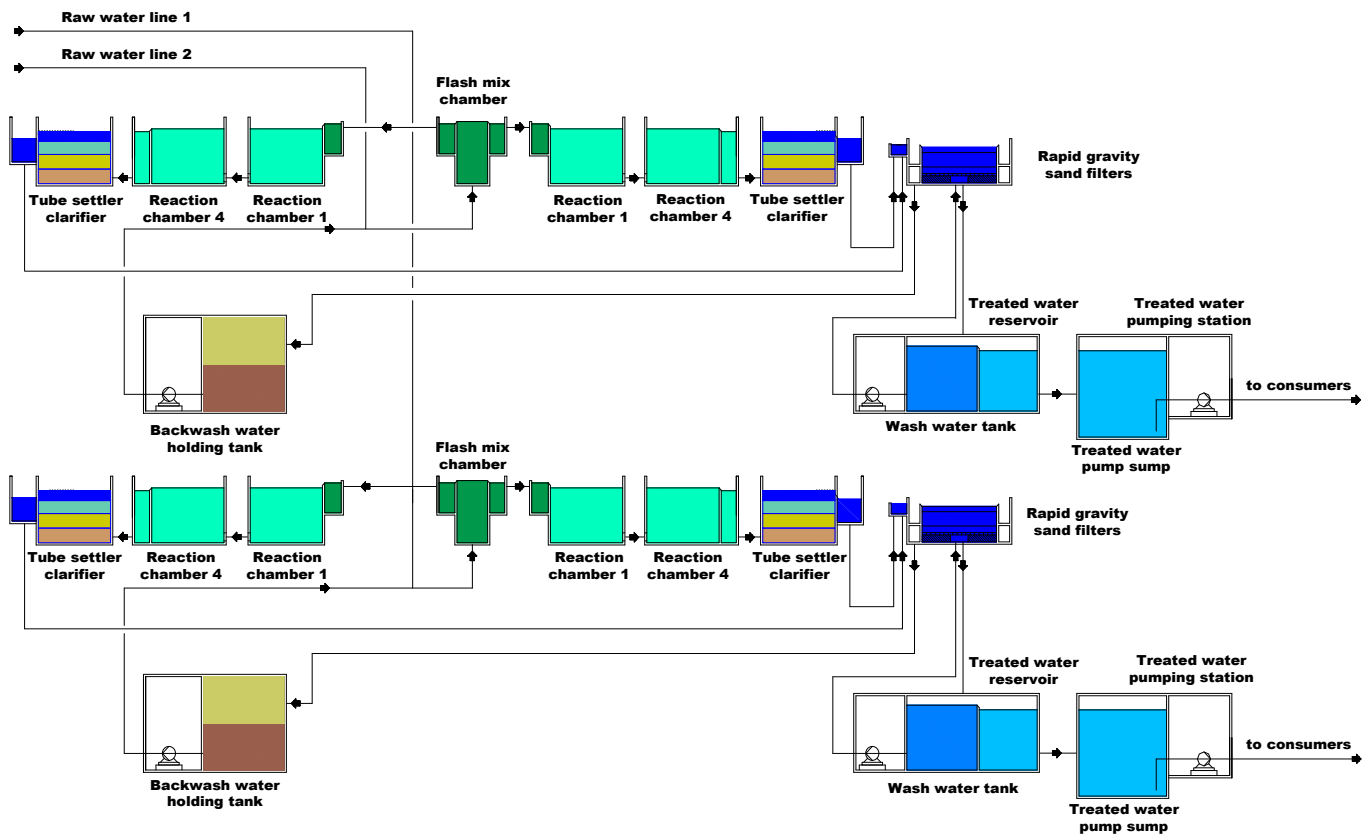 Raw water line 1
Raw water line 2
Flash mix
chamber
Rapid gravity
sand filters
Tube settler
clarifier
Reaction
chamber 4
Reaction
chamber 1
Reaction
chamber 1
Reaction
chamber 4
Tube settler
clarifier
Treated water
reservoir
Treated water
pumping station
to consumers
Backwash water
holding tank
Wash water tank
Treated water
pump sump
Flash mix
chamber
Rapid gravity
sand filters
Tube settler
clarifier
Reaction
chamber 4
Reaction
chamber 1
Reaction
chamber 1
Reaction
chamber 4
Tube settler
clarifier
Treated water
reservoir
Treated water
pumping station
to consumers
Backwash water
holding tank
Wash water tank
Treated water
pump sump